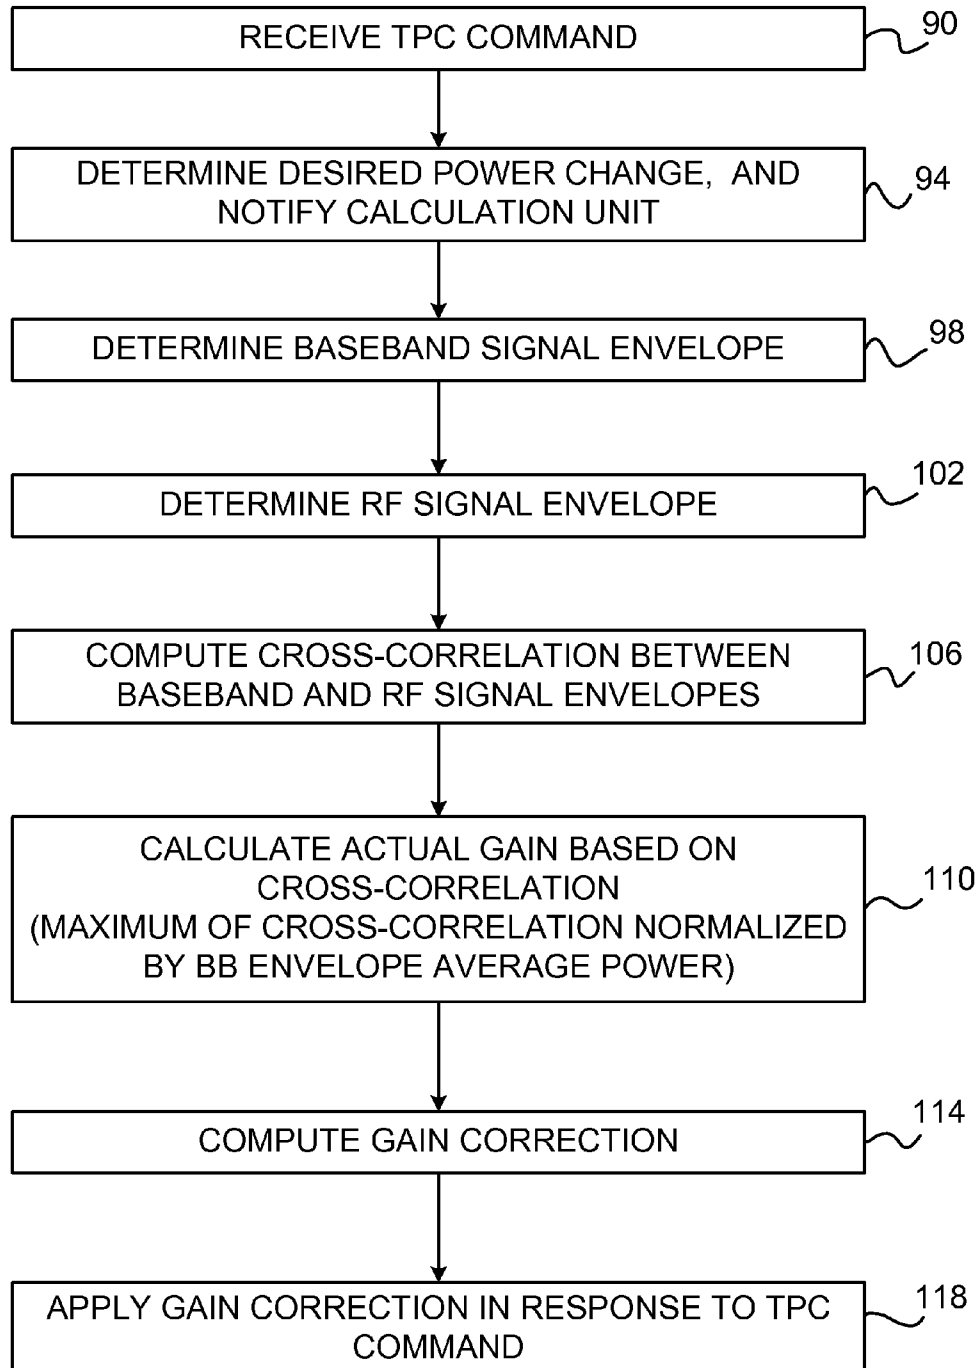 RECEIVE TPC COMMAND
90
DETERMINE DESIRED POWER CHANGE, AND
NOTIFY CALCULATION UNIT
94
DETERMINE BASEBAND SIGNAL ENVELOPE
98
DETERMINE RF SIGNAL ENVELOPE
102
COMPUTE CROSS-CORRELATION BETWEEN
BASEBAND AND RF SIGNAL ENVELOPES
106
CALCULATE ACTUAL GAIN BASED ON
CROSS-CORRELATION
(MAXIMUM OF CROSS-CORRELATION NORMALIZED
BY BB ENVELOPE AVERAGE POWER)
110
COMPUTE GAIN CORRECTION
114
APPLY GAIN CORRECTION IN RESPONSE TO TPC
COMMAND
118